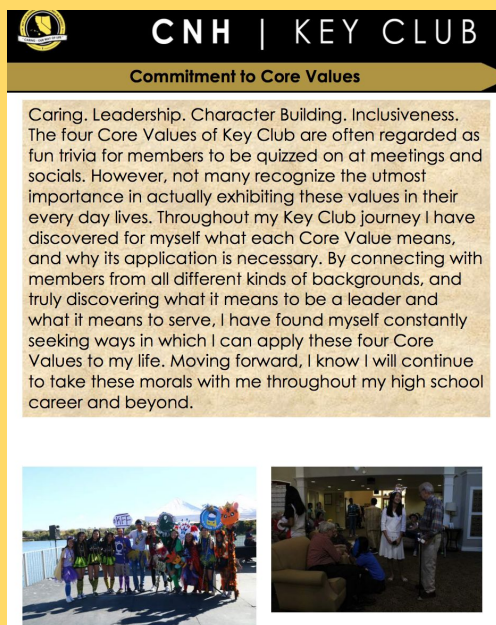 CNH | KEY CLUB
Commitment to Core Values
Caring. Leadership. Character Building. Inclusiveness.
The four Core Values of Key Club are often regarded as
fun trivia for members to be quizzed on at meetings and
socials. However, not many recognize the utmost
importance in actually exhibiting these values in their
every day lives. Throughout my Key Club journey I have
discovered for myself what each Core Value means,
and why its application is necessary. By connecting with
members from all different kinds of backgrounds, and
truly discovering what it means to be a leader and
what it means to serve, I have found myself constantly
seeking ways in which I can apply these four Core
Values to my life. Moving forward, I know I will continue
to take these morals with me throughout my high school
career and beyond.